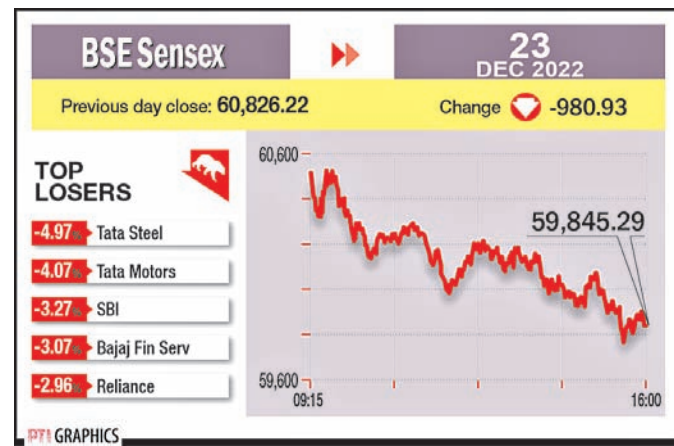 BSE Sensex
23
DEC 2022
Previous day close: 60,826.22
Change -980.93
TOP
LOSERS
-4.97% Tata Steel
-4.07% Tata Motors
-3.27% SBI
-3.07% Bajaj Fin Serv
-2.96% Reliance
60,600
59,845.29
59,600
09:15
16:00
PTI GRAPHICS